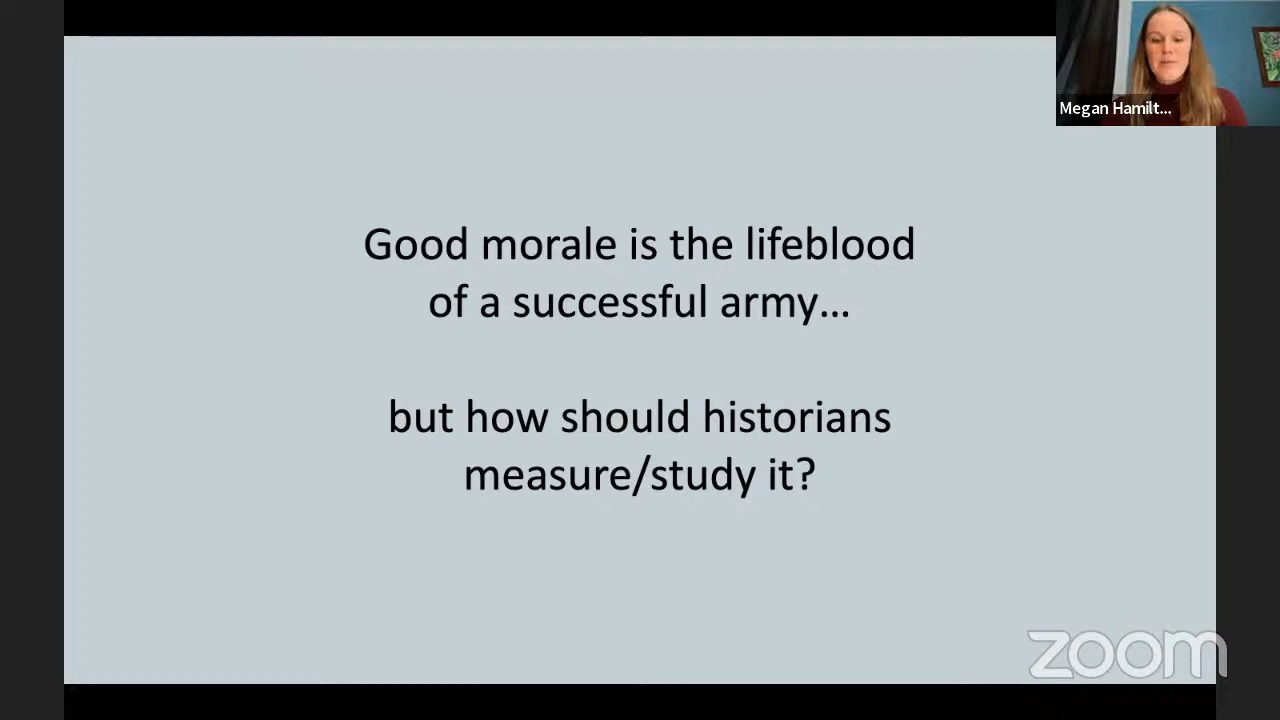 Megan Hamilt...
Good morale is the lifeblood
of a successful army...
but how should historians
measure/study it?
zoom